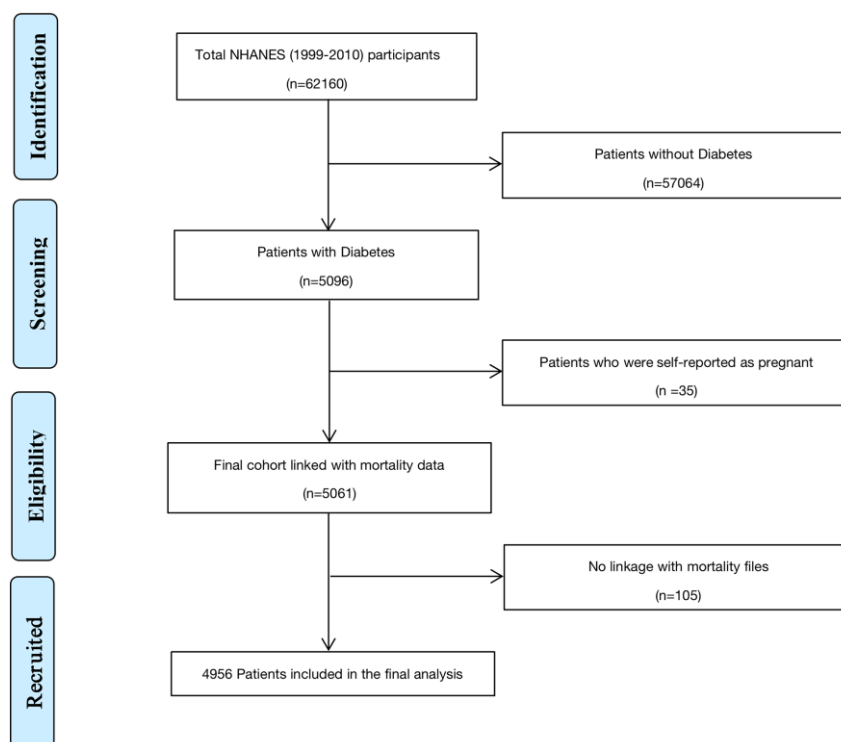 Identification
Total NHANES (1999-2010) participants
(n=62160)
Patients without Diabetes
(n=57064)
Screening
Patients with Diabetes
(n=5096)
Patients who were self-reported as pregnant
(n =35)
Eligibility
Final cohort linked with mortality data
(n=5061)
No linkage with mortality files
(n=105)
Recruited
4956 Patients included in the final analysis